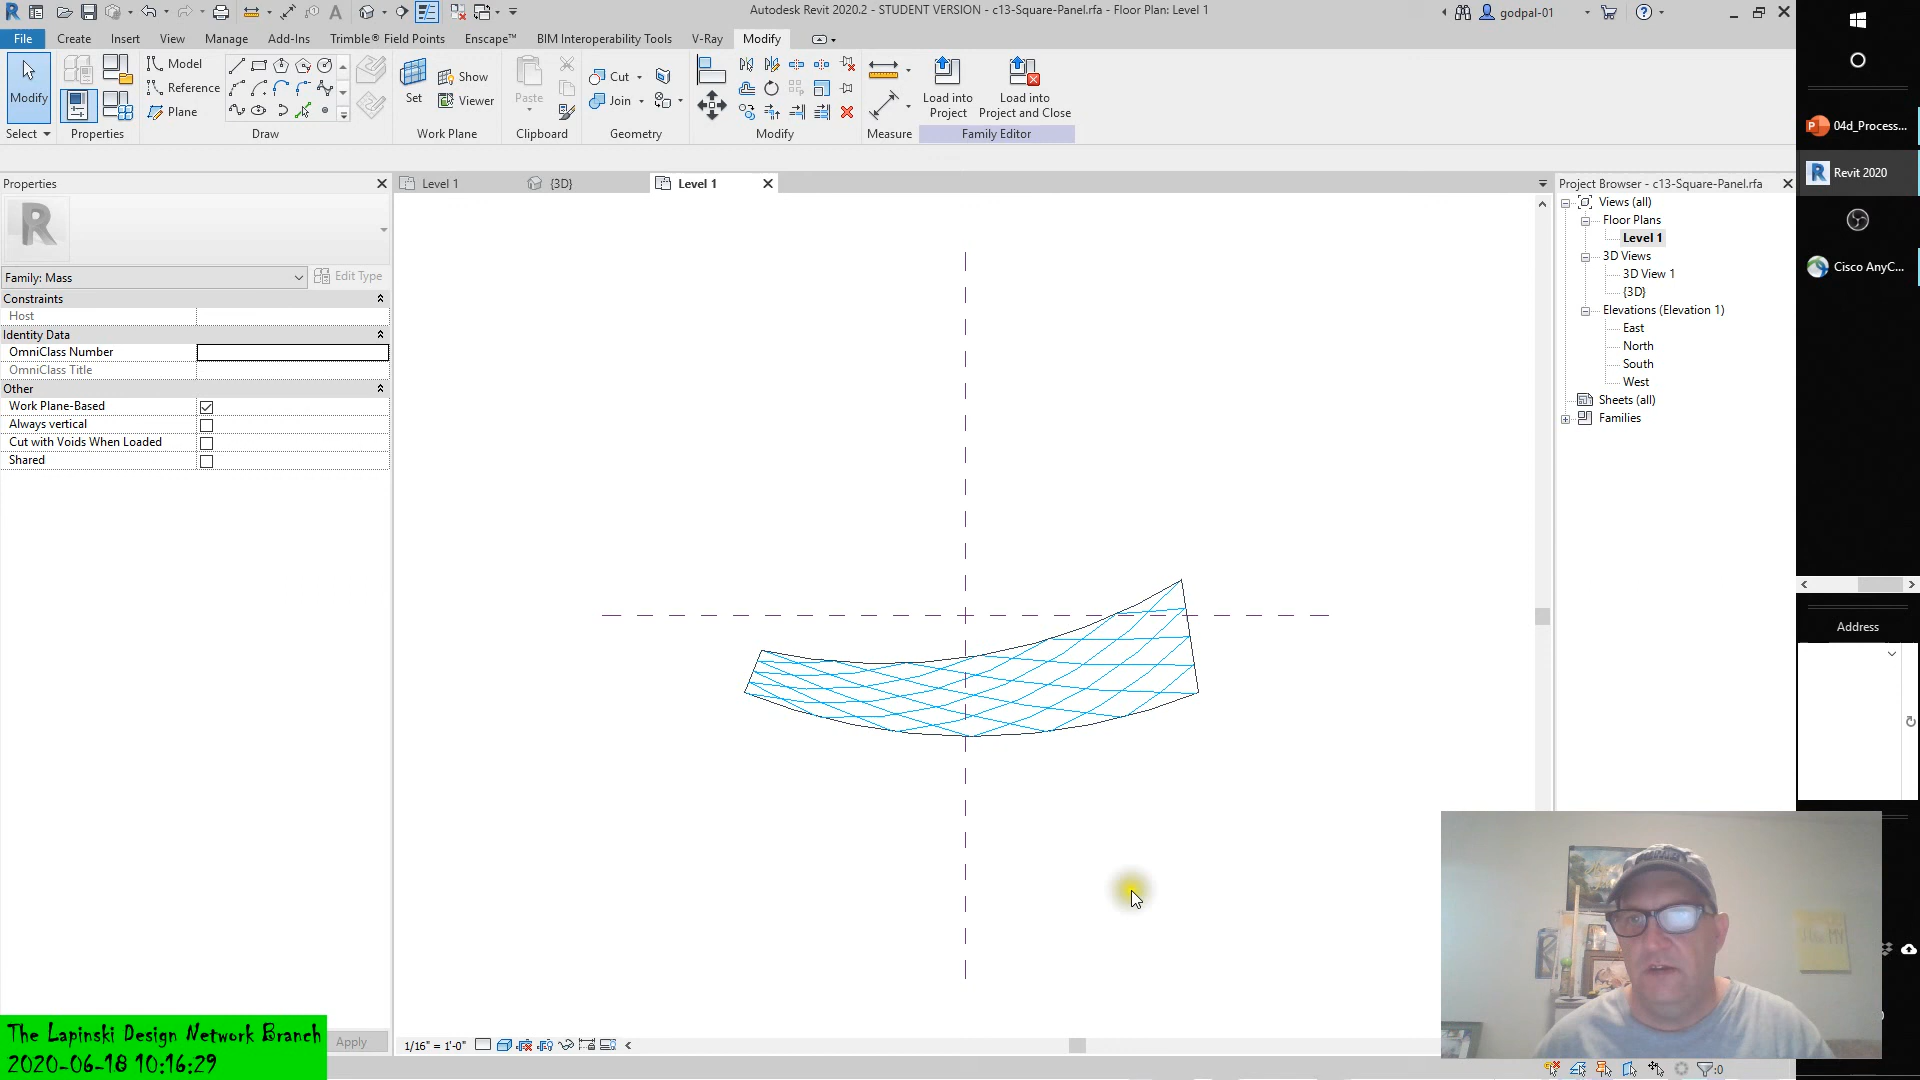 Autodesk Revit 2020.2 - STUDENT VERSION - c13-Square-Panel.rfa - Floor Plan: Level 1
godpal-01
File Create Insert View Manage Add-Ins Trimble® Field Points Enscape™ BIM Interoperability Tools V-Ray Modify
Modify
Model
Reference
Plane
Set
Show
Viewer
Paste
Cut
Join
Load into Project
Load into Project and Close
Select
Properties
Draw
Work Plane
Clipboard
Geometry
Modify
Measure
Family Editor
Properties
Family: Mass
Edit Type
Constraints
Host
Identity Data
OmniClass Number
OmniClass Title
Other
Work Plane-Based
Always vertical
Cut with Voids When Loaded
Shared
Apply
Level 1
{3D}
Level 1
1/16" = 1'-0"
Project Browser - c13-Square-Panel.rfa
Views (all)
Floor Plans
Level 1
3D Views
3D View 1
{3D}
Elevations (Elevation 1)
East
North
South
West
Sheets (all)
Families
04d_Process...
Revit 2020
Cisco AnyC...
Address
:0
The Lapinski Design Network Branch
2020-06-18 10:16:29